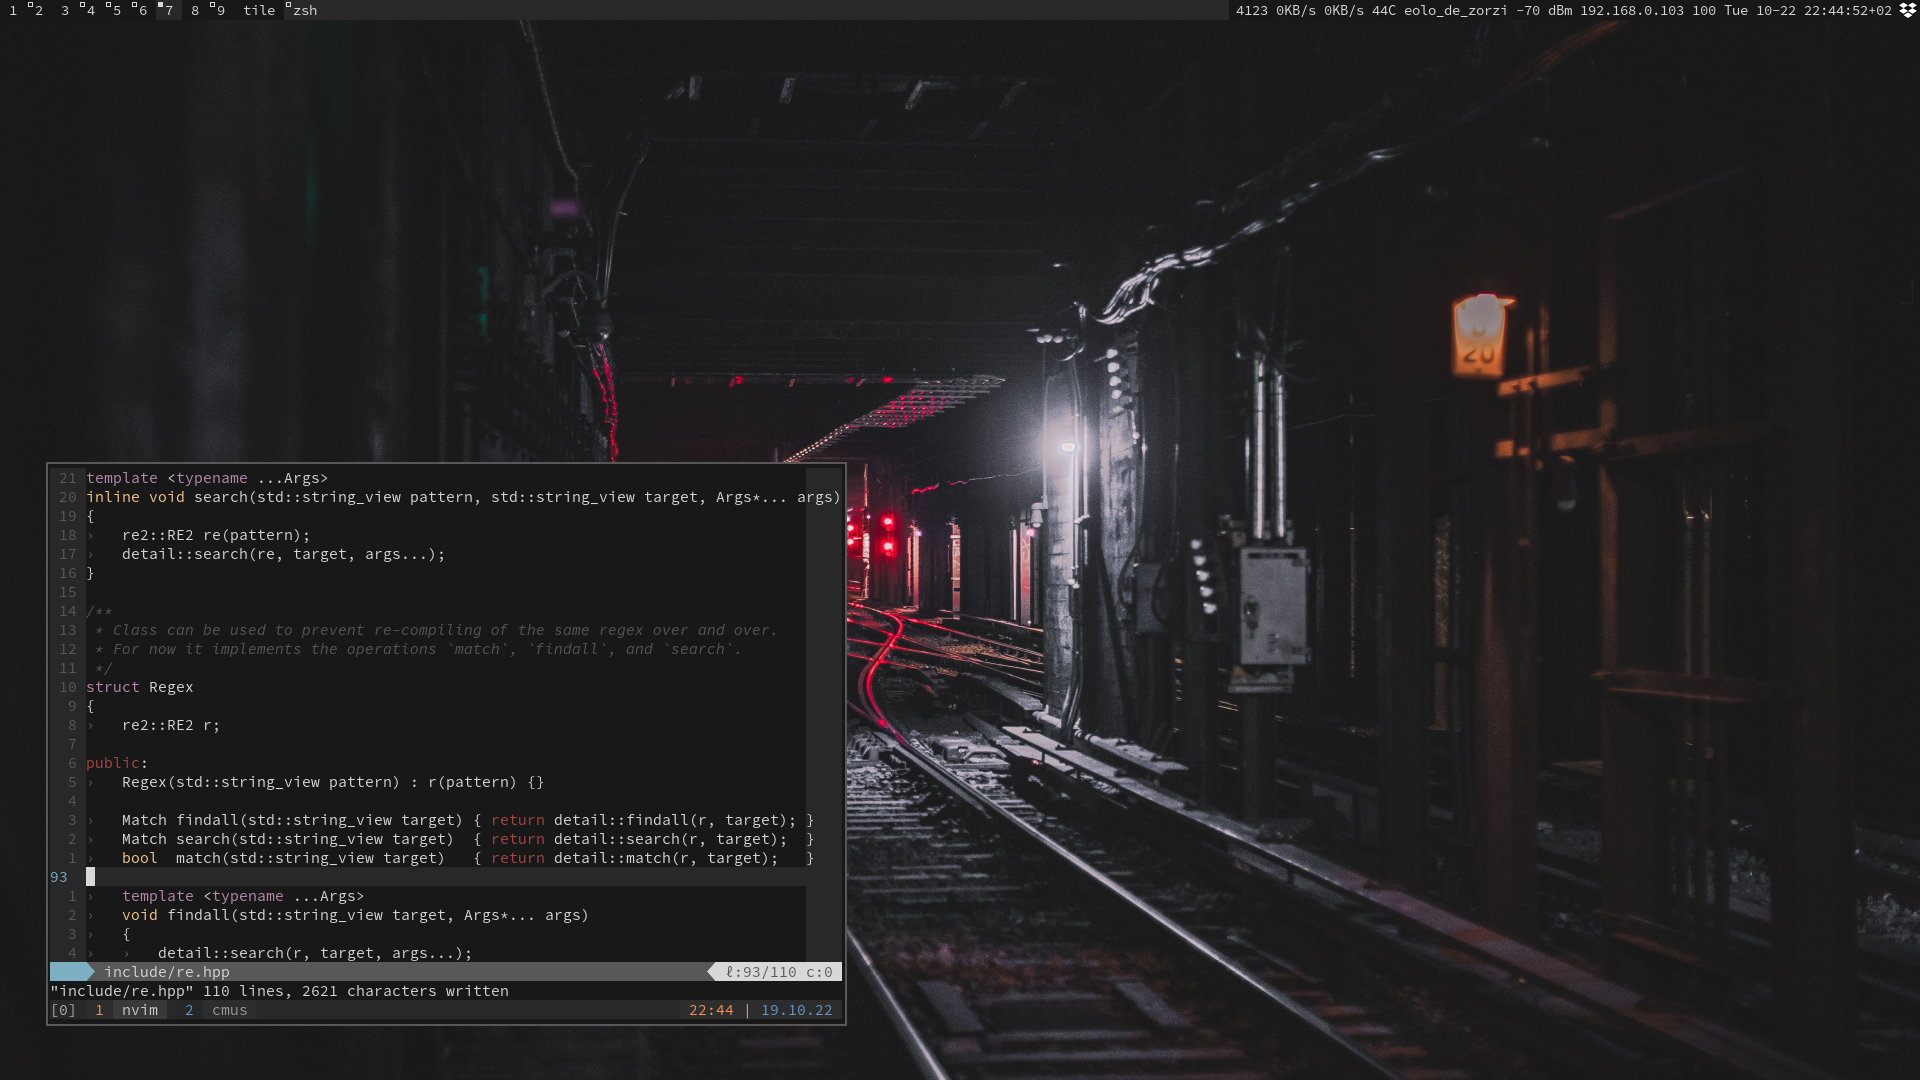 1 2 3 4 5 6 7 8 9 tile zsh
4123 0KB/s 0KB/s 44C eolo_de_zorzi −70 dBm 192.168.0.103 100 Tue 10-22 22:44:52+02
20
21 template <typename ...Args>
20 inline void search(std::string_view pattern, std::string_view target, Args*... args)
19 {
18 ›   re2::RE2 re(pattern);
17 ›   detail::search(re, target, args...);
16 }
15
14 /**
13  * Class can be used to prevent re-compiling of the same regex over and over.
12  * For now it implements the operations `match`, `findall`, and `search`.
11  */
10 struct Regex
9 {
8 ›   re2::RE2 r;
7
6 public:
5 ›   Regex(std::string_view pattern) : r(pattern) {}
4
3 ›   Match findall(std::string_view target) { return detail::findall(r, target); }
2 ›   Match search(std::string_view target)  { return detail::search(r, target);  }
1 ›   bool  match(std::string_view target)   { return detail::match(r, target);   }
93
1 ›   template <typename ...Args>
2 ›   void findall(std::string_view target, Args*... args)
3 ›   {
4 ›   ›   detail::search(r, target, args...);
include/re.hpp ℓ:93/110 c:0
"include/re.hpp" 110 lines, 2621 characters written
[0] 1 nvim 2 cmus 22:44 | 19.10.22